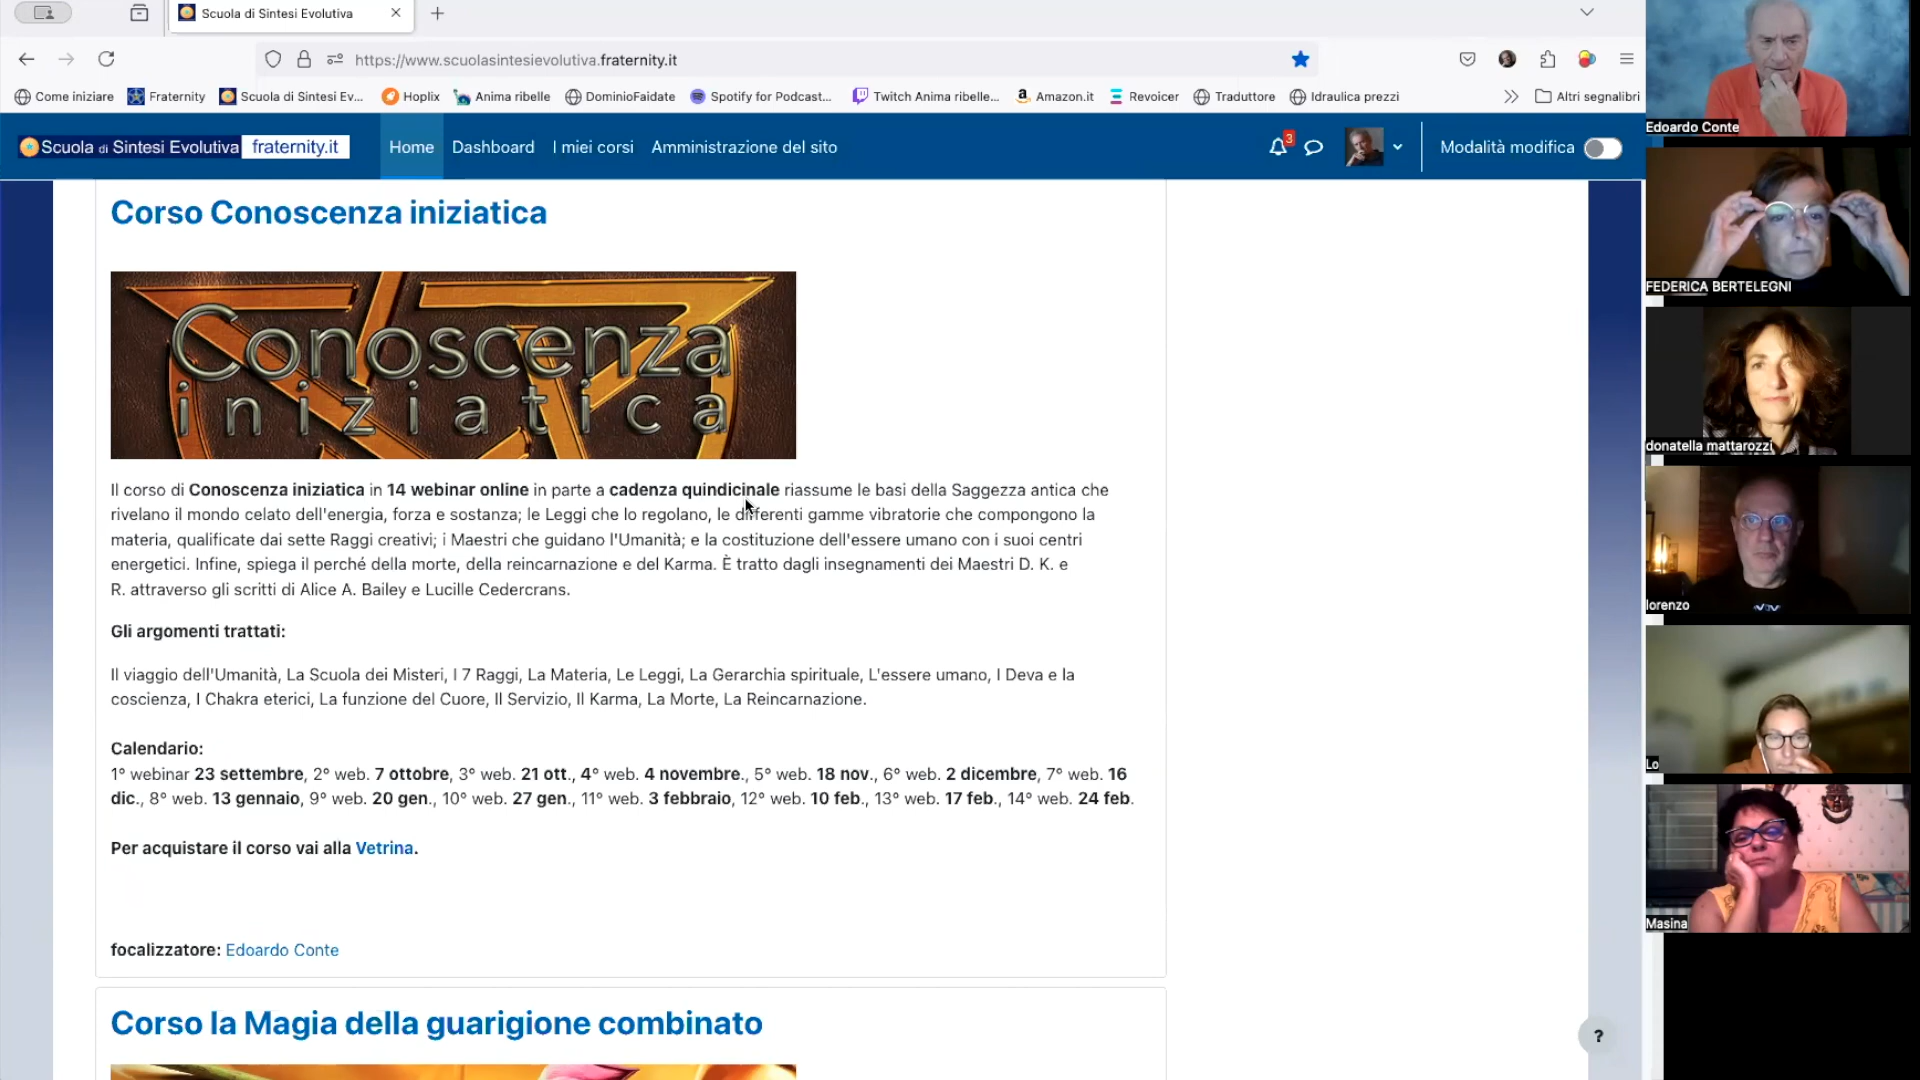 Scuola di Sintesi Evolutiva
https://www.scuolasintesievolutiva.fraternity.it
Come iniziare
Fraternity
Scuola di Sintesi Ev...
Hoplix
Anima ribelle
DominioFaidate
Spotify for Podcast...
Twitch Anima ribelle...
Amazon.it
Revoicer
Traduttore
Idraulica prezzi
Altri segnalibri
Scuola di Sintesi Evolutiva fraternity.it
Home
Dashboard
I miei corsi
Amministrazione del sito
3
Modalità modifica
Corso Conoscenza iniziatica
Conoscenza
iniziatica
Il corso di Conoscenza iniziatica in 14 webinar online in parte a cadenza quindicinale riassume le basi della Saggezza antica che
rivelano il mondo celato dell'energia, forza e sostanza; le Leggi che lo regolano, le differenti gamme vibratorie che compongono la
materia, qualificate dai sette Raggi creativi; i Maestri che guidano l'Umanità; e la costituzione dell'essere umano con i suoi centri
energetici. Infine, spiega il perché della morte, della reincarnazione e del Karma. È tratto dagli insegnamenti dei Maestri D. K. e
R. attraverso gli scritti di Alice A. Bailey e Lucille Cedercrans.
Gli argomenti trattati:
Il viaggio dell'Umanità, La Scuola dei Misteri, I 7 Raggi, La Materia, Le Leggi, La Gerarchia spirituale, L'essere umano, I Deva e la
coscienza, I Chakra eterici, La funzione del Cuore, Il Servizio, Il Karma, La Morte, La Reincarnazione.
Calendario:
1° webinar 23 settembre, 2° web. 7 ottobre, 3° web. 21 ott., 4° web. 4 novembre., 5° web. 18 nov., 6° web. 2 dicembre, 7° web. 16
dic., 8° web. 13 gennaio, 9° web. 20 gen., 10° web. 27 gen., 11° web. 3 febbraio, 12° web. 10 feb., 13° web. 17 feb., 14° web. 24 feb.
Per acquistare il corso vai alla Vetrina.
focalizzatore: Edoardo Conte
Corso la Magia della guarigione combinato
?
Edoardo Conte
FEDERICA BERTELEGNI
donatella mattarozzi
lorenzo
Lo
Masina